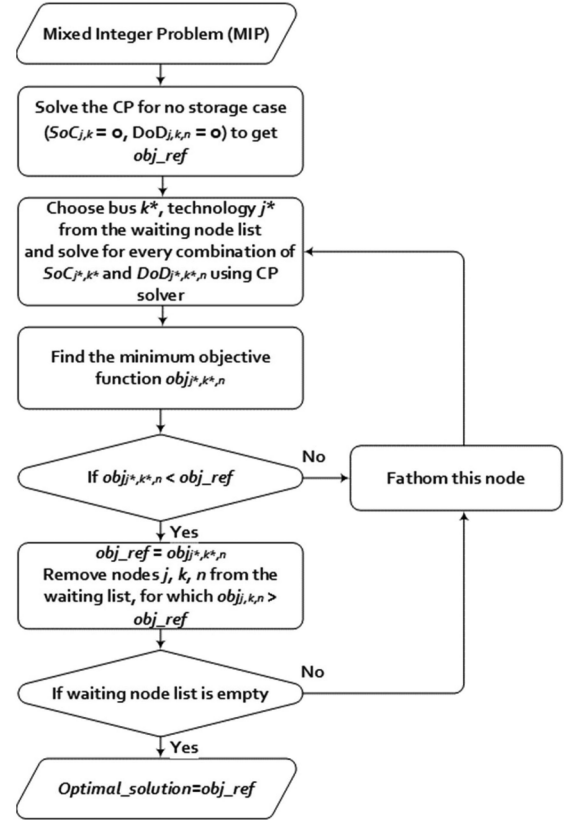 Mixed Integer Problem (MIP)
Solve the CP for no storage case
(SoCj,k = 0, DoDj,k,n = 0) to get
obj_ref
Choose bus k*, technology j*
from the waiting node list
and solve for every combination of
SoCj*,k* and DoDj*,k*,n using CP
solver
Find the minimum objective
function objj*,k*,n
If objj*,k*,n < obj_ref
No
Fathom this node
Yes
obj_ref = objj*,k*,n
Remove nodes j, k, n from the
waiting list, for which objj,k,n >
obj_ref
If waiting node list is empty
No
Yes
Optimal_solution=obj_ref